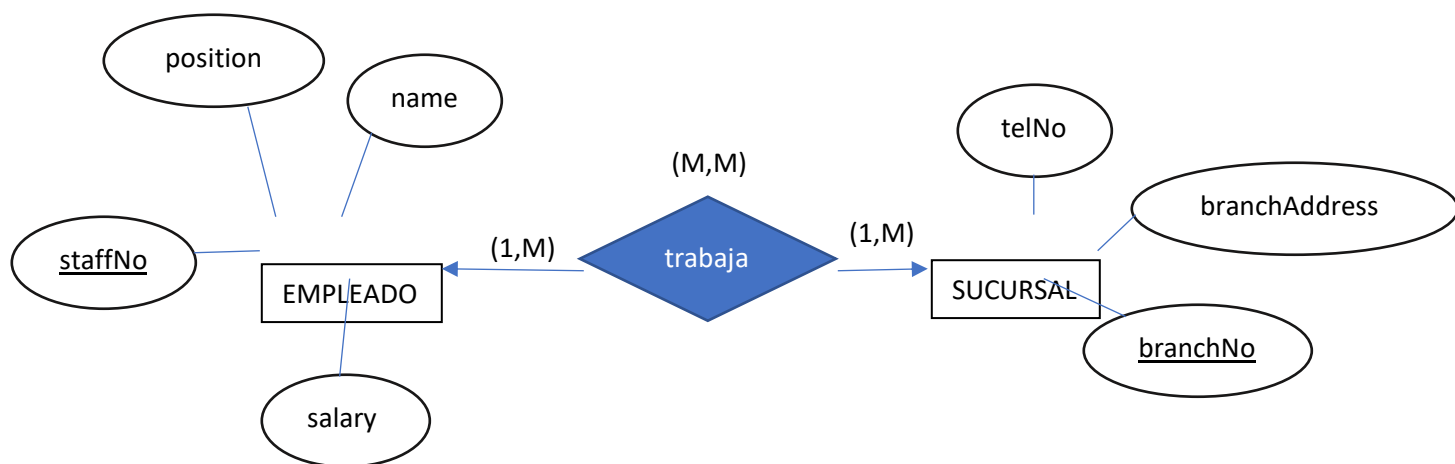 position
name
telNo
(M,M)
branchAddress
staffNo
(1,M)
trabaja
(1,M)
EMPLEADO
SUCURSAL
branchNo
salary